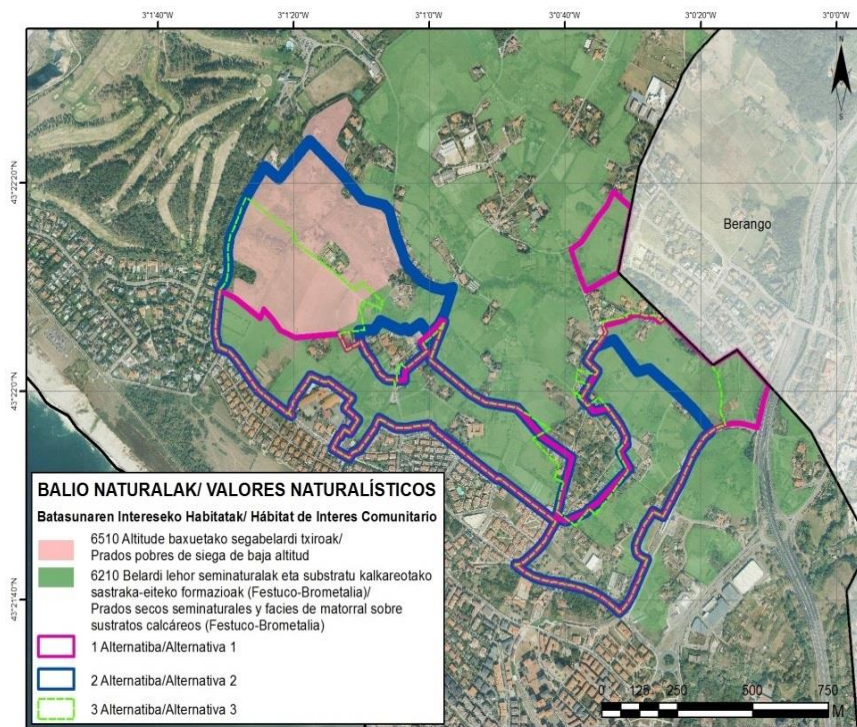 3°1'40"W
3°1'20"W
3°1'0"W
3°0'40"W
3°0'20"W
3°0'0"W
43°22'20"N
43°22'0"N
43°21'40"N
N
S
Berango
BALIO NATURALAK/ VALORES NATURALÍSTICOS
Batasunaren Intereseko Habitatak/ Hábitat de Interes Comunitario
6510 Altitude baxuetako segabelardi txiroak/
Prados pobres de siega de baja altitud
6210 Belardi lehor seminaturalak eta substratu kalkareotako
sastraka-eiteko formazioak (Festuco-Brometalia)/
Prados secos seminaturales y facies de matorral sobre
sustratos calcáreos (Festuco-Brometalia)
1 Alternatiba/Alternativa 1
2 Alternatiba/Alternativa 2
3 Alternatiba/Alternativa 3
0 125 250 500 750
M